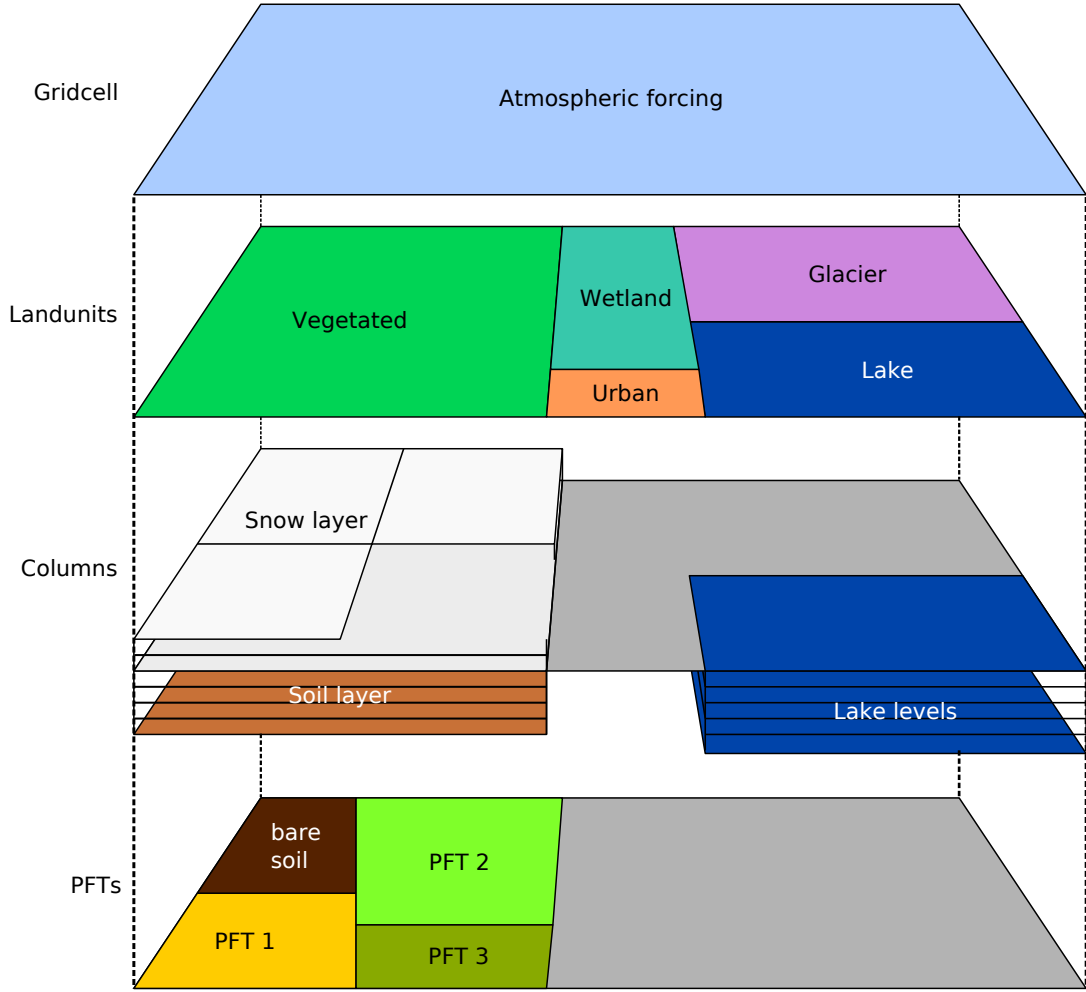 Gridcell
Atmospheric forcing
Landunits
Vegetated
Wetland
Urban
Glacier
Lake
Columns
Snow layer
Soil layer
Lake levels
PFTs
bare
soil
PFT 1
PFT 2
PFT 3